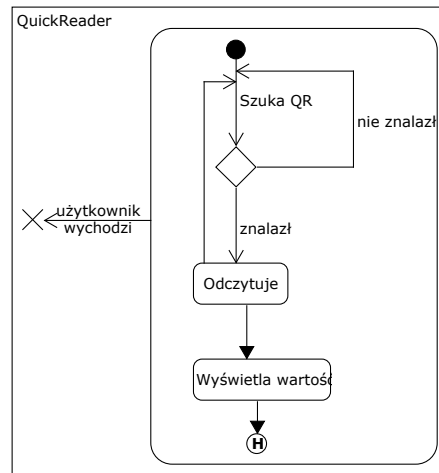 QuickReader
Szuka QR
nie znalazł
użytkownik
wychodzi
znalazł
Odczytuje
Wyświetla wartość
H